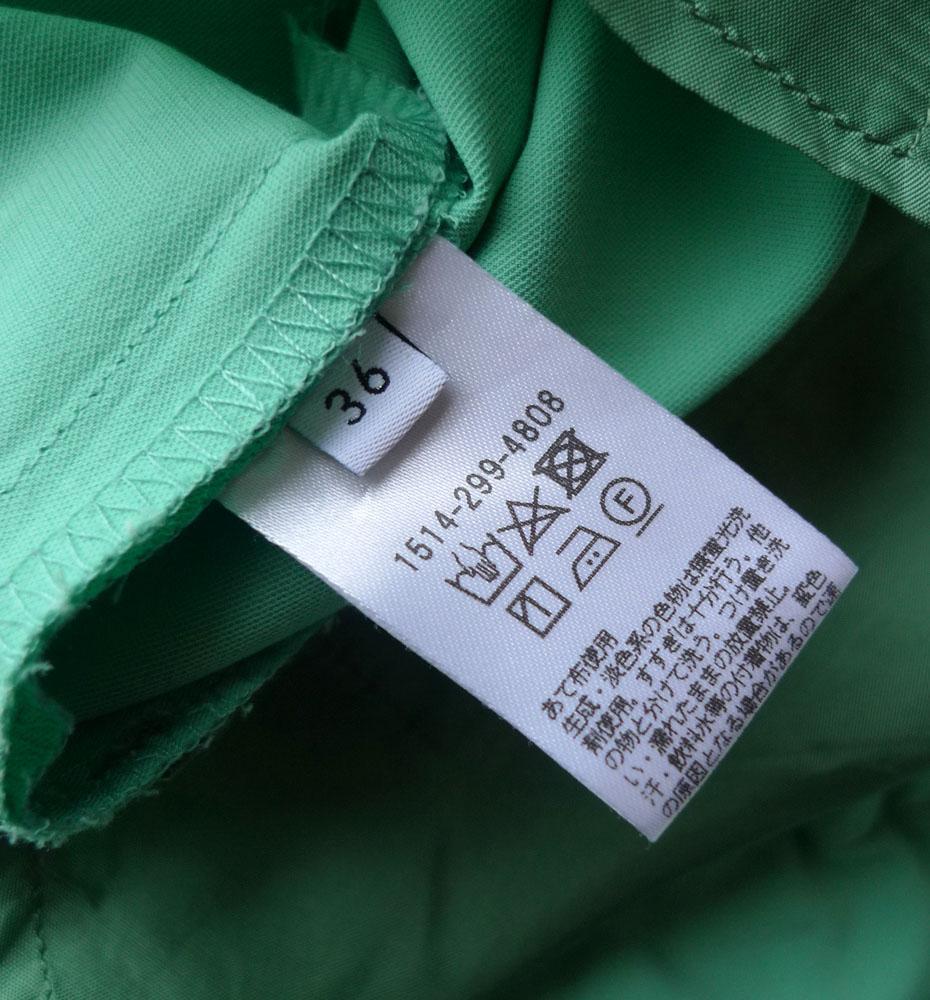 36
1514-299-4808
F
あて布使用
生成・淡色系の色物は無蛍光洗
剤使用。すすぎは十分行う。他
の物と分けて洗う。つけ置き洗
い・濡れたままの放置禁止。
汗・飲料水等の付着物は、変色
の原因となる場合があるので